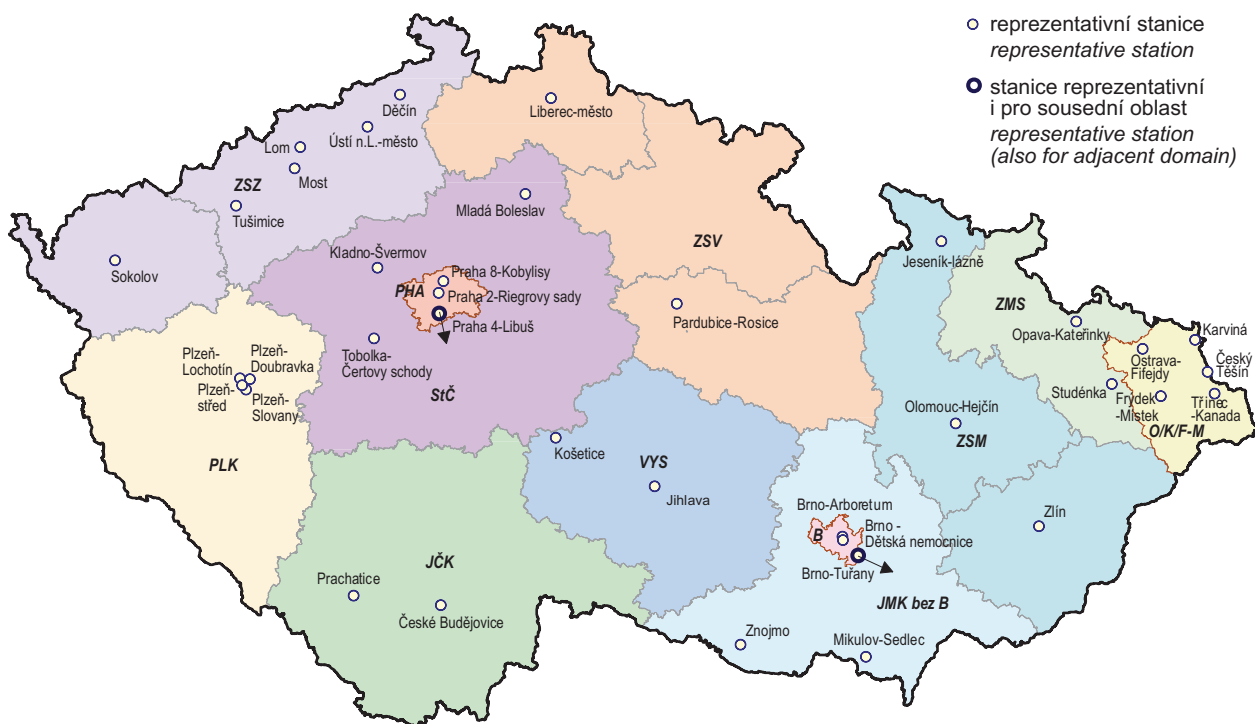 reprezentativní stanice
representative station
stanice reprezentativní
i pro sousední oblast
representative station
(also for adjacent domain)
Děčín
Liberec-město
Ústí n.L.-město
Lom
Most
ZSZ
Tušimice
Mladá Boleslav
ZSV
Sokolov
Kladno-Švermov
Praha 8-Kobylisy
PHA
Praha 2-Riegrovy sady
Praha 4-Libuš
Jeseník-lázně
ZMS
Pardubice-Rosice
Opava-Kateřinky
Karviná
Tobolka-
Čertovy schody
StČ
Plzeň-
Lochotín
Plzeň-
Doubravka
Plzeň-
střed
Plzeň-
Slovany
PLK
Ostrava-
Fifejdy
Český
Těšín
Studénka
Frýdek
-Místek
Třinec
-Kanada
O/K/F-M
Olomouc-Hejčín
ZSM
Košetice
VYS
Jihlava
Brno-Arboretum
B
Brno -
Dětská nemocnice
Brno-Tuřany
Zlín
JČK
Prachatice
České Budějovice
JMK bez B
Znojmo
Mikulov-Sedlec